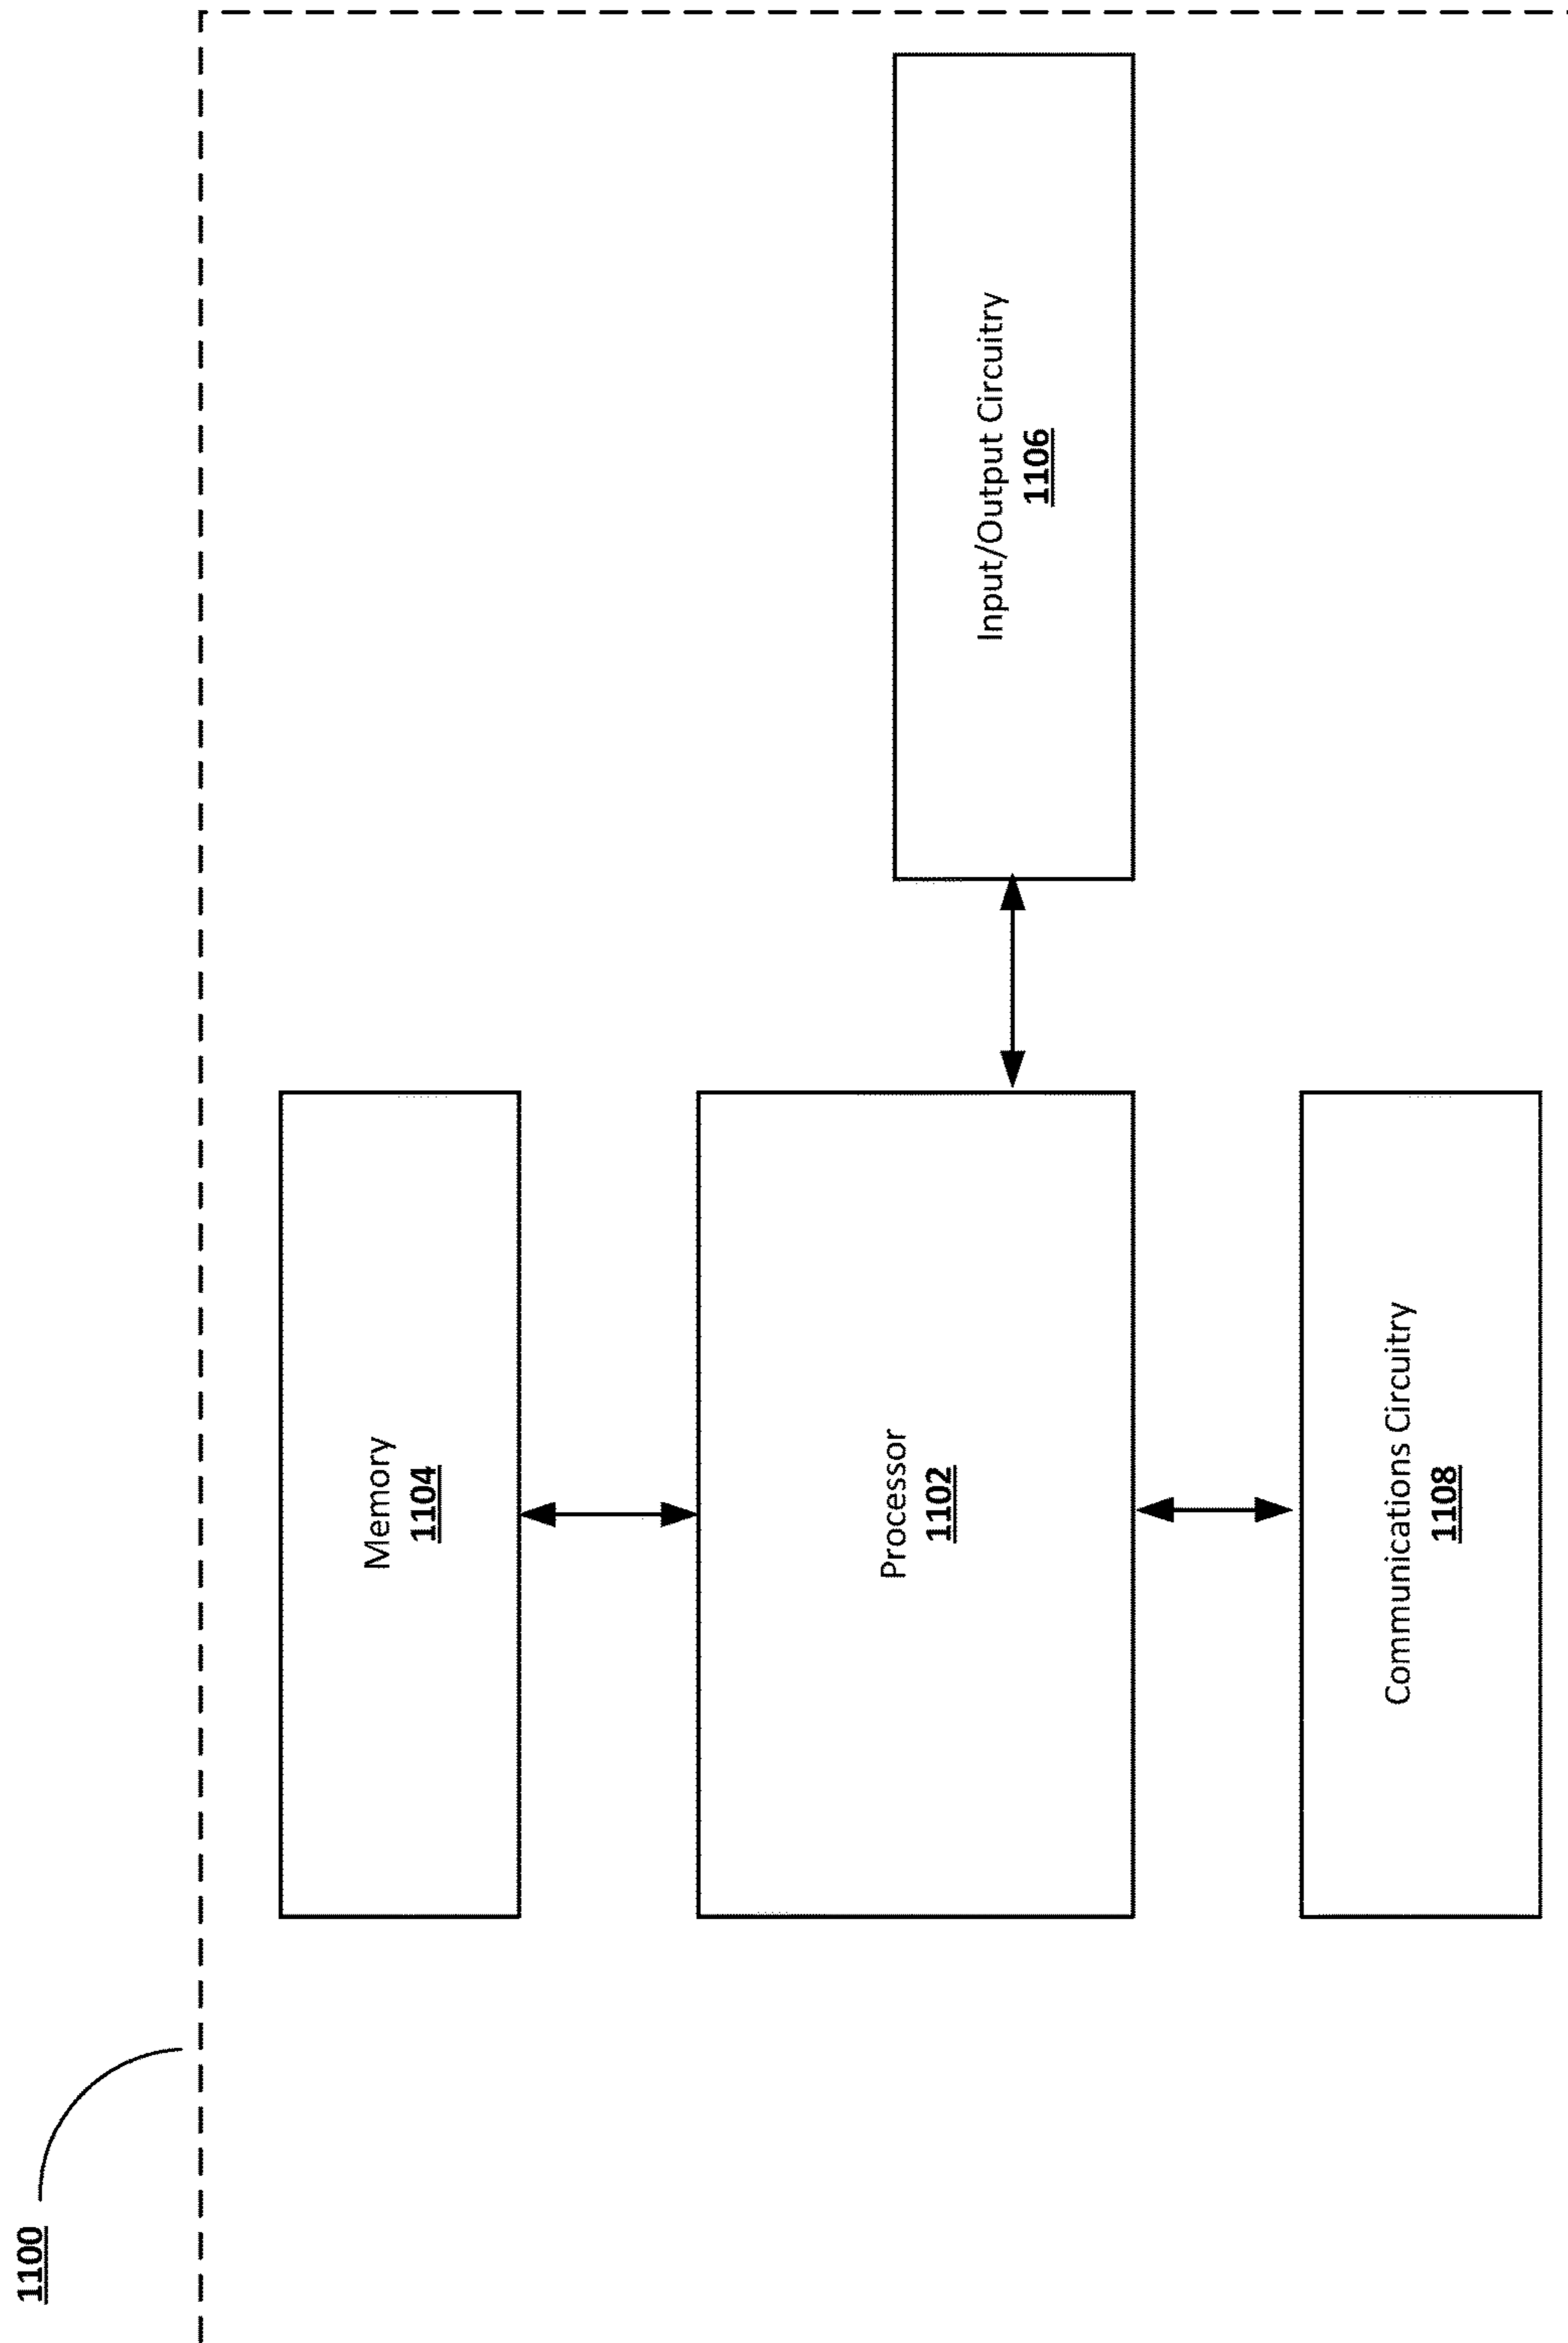 1100
Memory
1104
Processor
1102
Input/Output Circuitry
1106
Communications Circuitry
1108